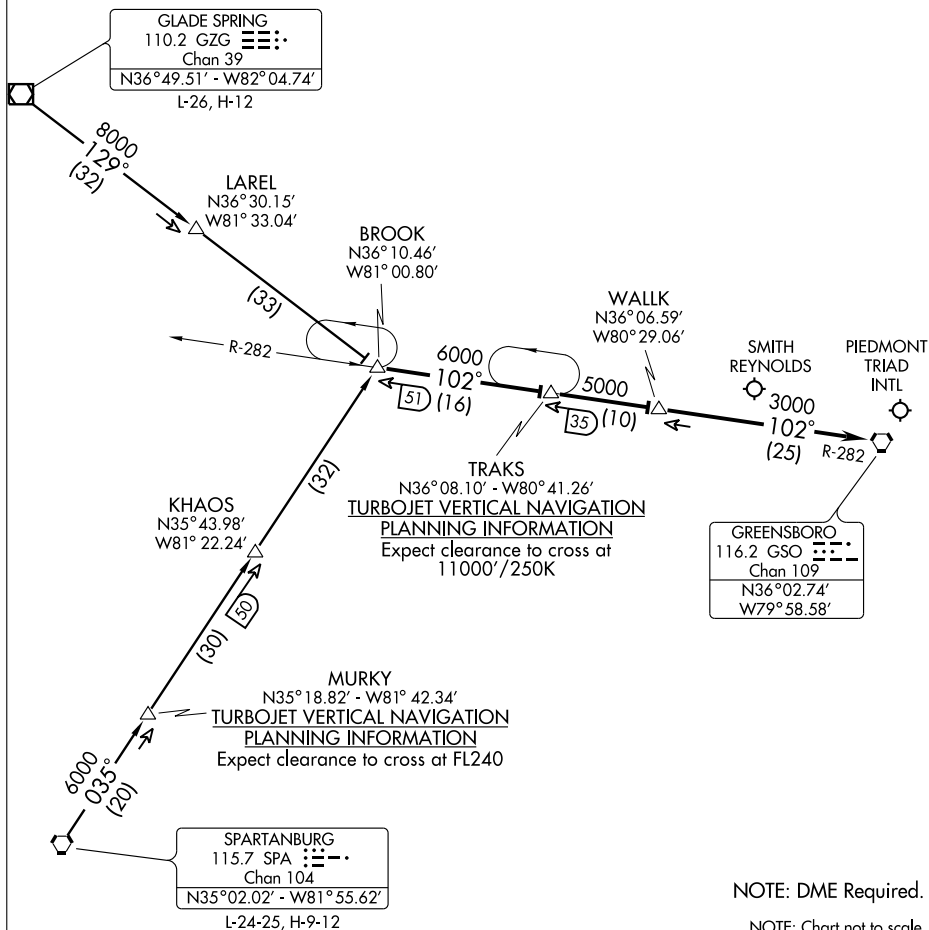 GLADE SPRING
110.2 GZG
Chan 39
N36°49.51' - W82°04.74'
L-26, H-12
8000
129°
(32)
LAREL
N36°30.15'
W81°33.04'
(33)
BROOK
N36°10.46'
W81°00.80'
R-282
6000
102°
(16)
51
WALLK
N36°06.59'
W80°29.06'
5000
(10)
35
SMITH
REYNOLDS
PIEDMONT
TRIAD
INTL
3000
102°
(25)
R-282
TRAKS
N36°08.10' - W80°41.26'
TURBOJET VERTICAL NAVIGATION
PLANNING INFORMATION
Expect clearance to cross at
11000'/250K
GREENSBORO
116.2 GSO
Chan 109
N36°02.74'
W79°58.58'
(32)
KHAOS
N35°43.98'
W81°22.24'
50
(30)
MURKY
N35°18.82' - W81°42.34'
TURBOJET VERTICAL NAVIGATION
PLANNING INFORMATION
Expect clearance to cross at FL240
6000
035°
(20)
SPARTANBURG
115.7 SPA
Chan 104
N35°02.02' - W81°55.62'
L-24-25, H-9-12
NOTE: DME Required.
NOTE: Chart not to scale